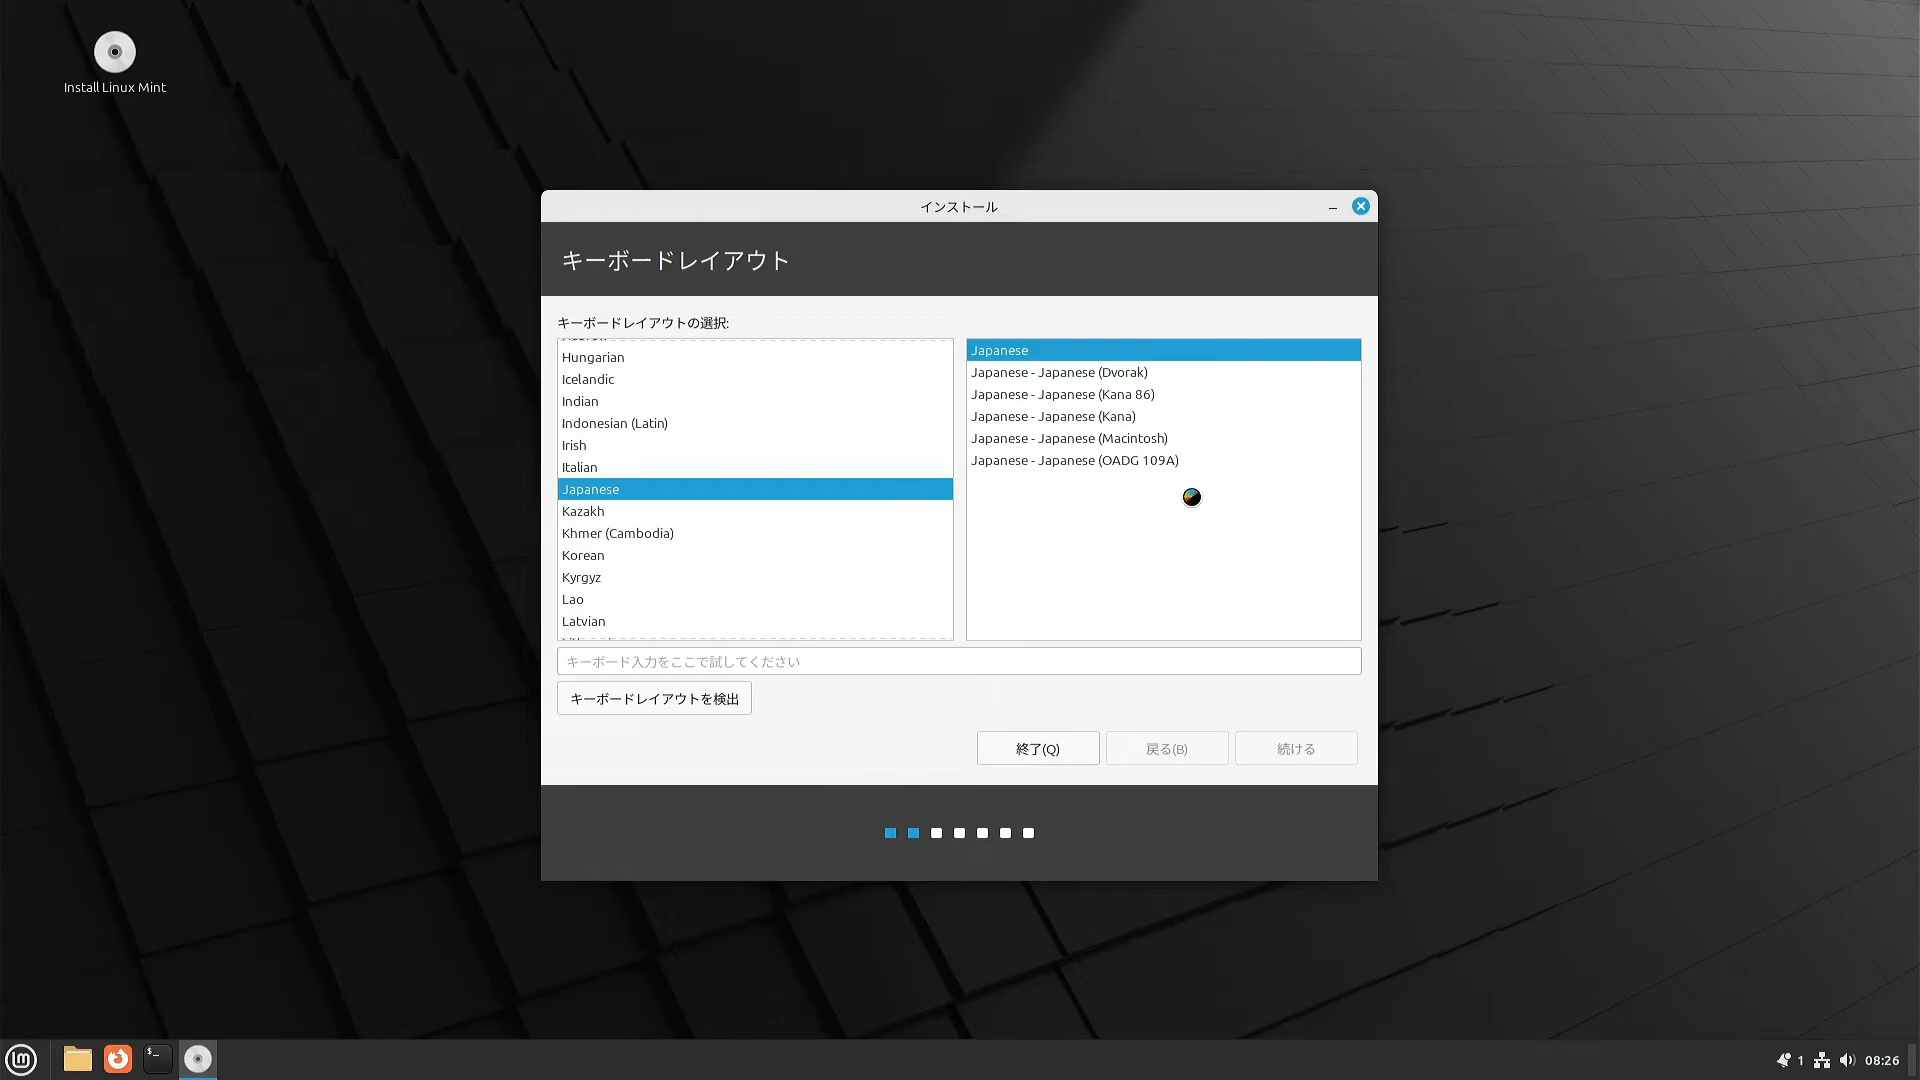 Install Linux Mint
インストール
キーボードレイアウト
キーボードレイアウトの選択:
Hungarian
Icelandic
Indian
Indonesian (Latin)
Irish
Italian
Japanese
Kazakh
Khmer (Cambodia)
Korean
Kyrgyz
Lao
Latvian
Japanese
Japanese - Japanese (Dvorak)
Japanese - Japanese (Kana 86)
Japanese - Japanese (Kana)
Japanese - Japanese (Macintosh)
Japanese - Japanese (OADG 109A)
キーボード入力をここで試してください
キーボードレイアウトを検出
終了(Q)
戻る(B)
続ける
1
08:26